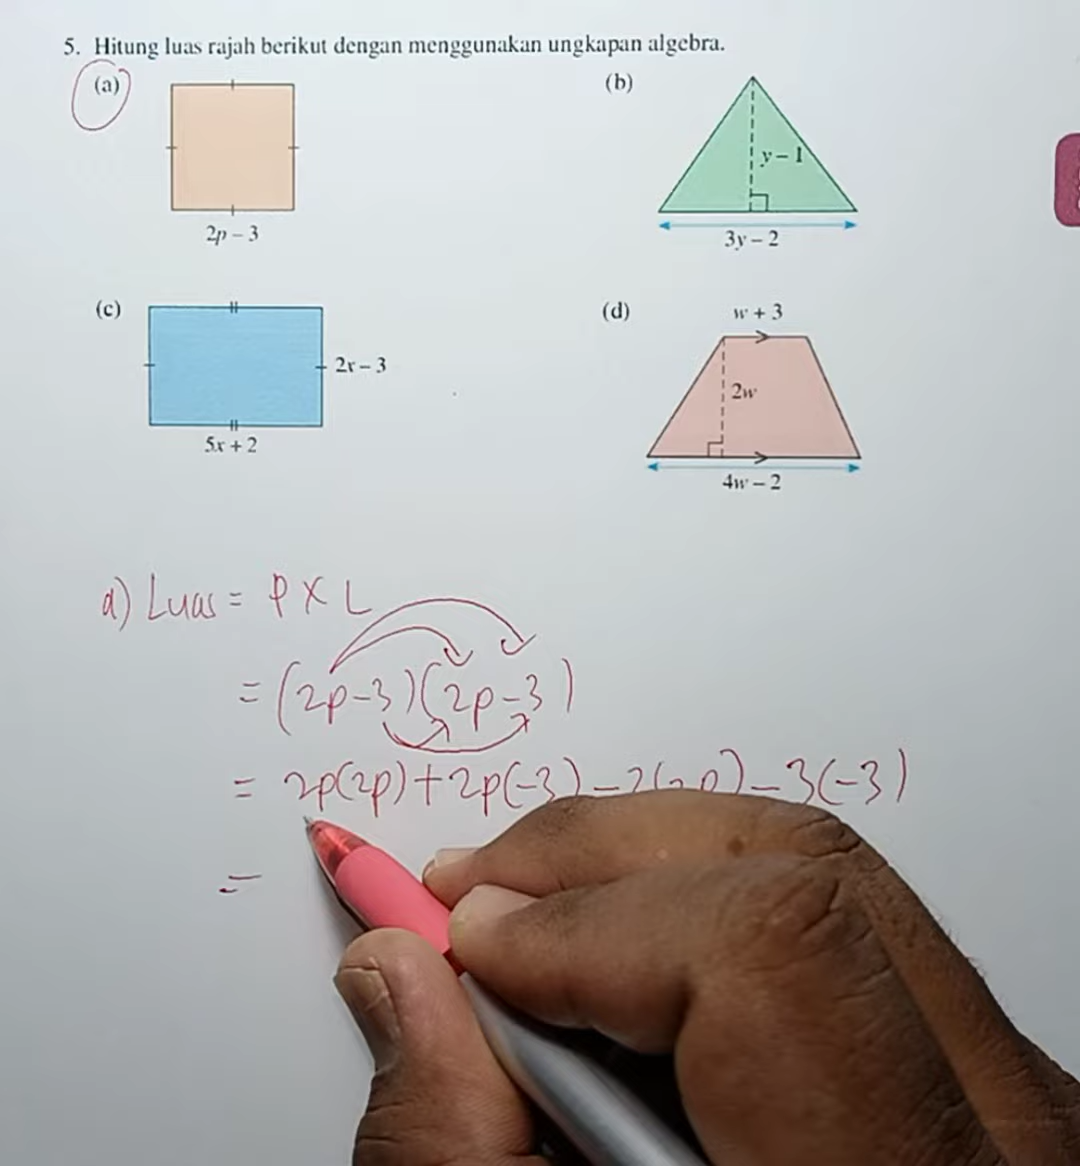 5. Hitung luas rajah berikut dengan menggunakan ungkapan algebra.
(a)
2p – 3
(b)
y – 1
3y – 2
(c)
2x – 3
5x + 2
(d)
w + 3
2w
4w – 2
a) Luas = P X L
= (2p-3)(2p-3)
= 2p(2p)+2p(-3) - - 3(-3)
=